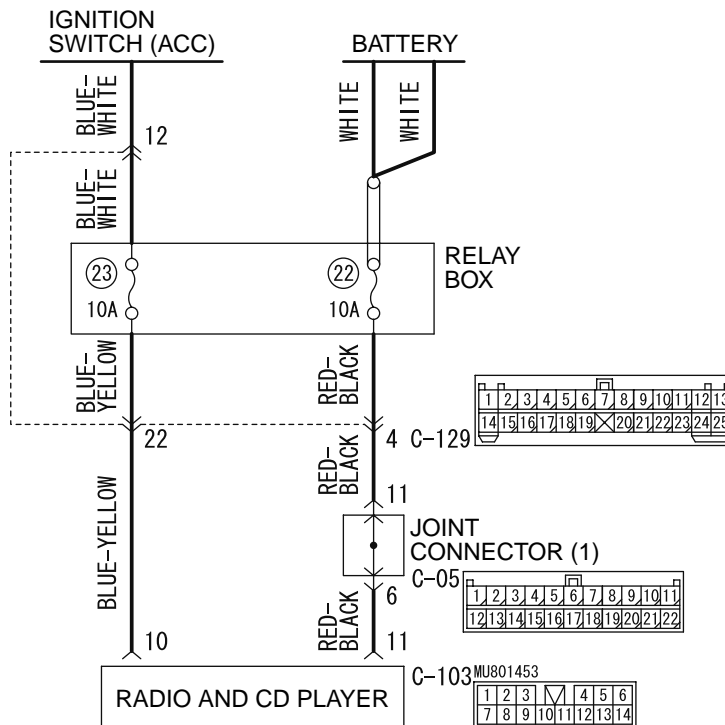 IGNITION
SWITCH (ACC)
BATTERY
BLUE-
WHITE
WHITE
WHITE
12
BLUE-
WHITE
RELAY
BOX
23
22
10A
10A
BLUE-
YELLOW
RED-
BLACK
1 2 3 4 5 6 7 8 9 10 11 12 13
14 15 16 17 18 19 20 21 22 23 24 25
22
4 C-129
RED-
BLACK
11
BLUE-YELLOW
JOINT
CONNECTOR (1)
C-05
1 2 3 4 5 6 7 8 9 10 11
12 13 14 15 16 17 18 19 20 21 22
6
RED-
BLACK
10
11
C-103
MU801453
RADIO AND CD PLAYER
1 2 3 4 5 6
7 8 9 10 11 12 13 14